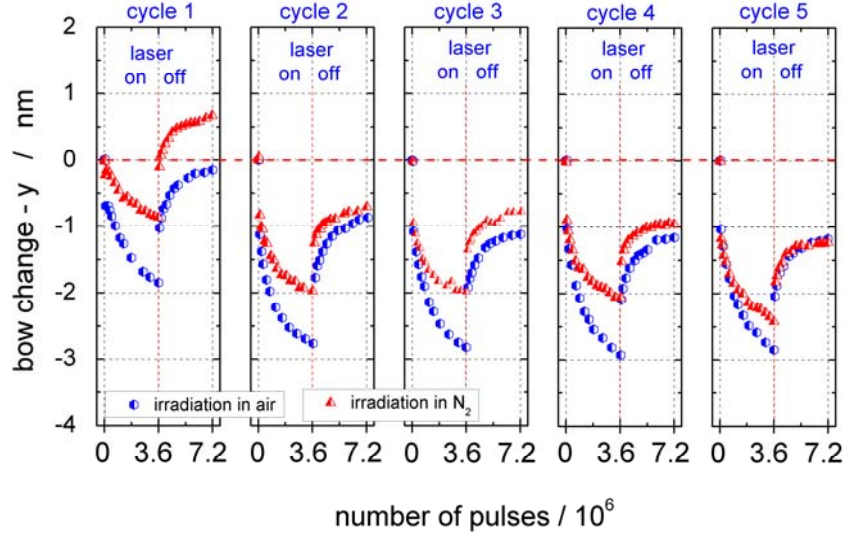 cycle 1 cycle 2 cycle 3 cycle 4 cycle 5
2
laser laser laser laser laser
on off on off on off on off on off
1
0
-1
-2
-3
irradiation in air irradiation in N₂
-4
0 3.6 7.2 0 3.6 7.2 0 3.6 7.2 0 3.6 7.2 0 3.6 7.2
bow change - y / nm
number of pulses / 10⁶